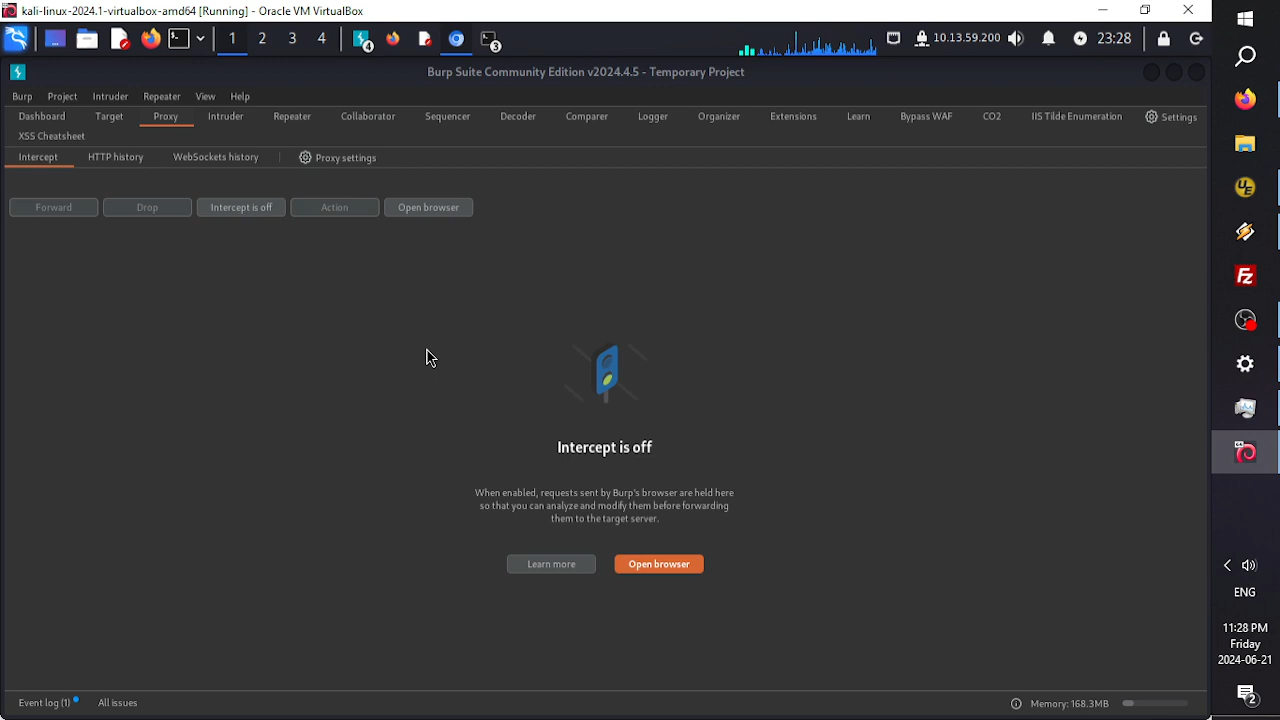 kali-linux-2024.1-virtualbox-amd64 [Running] - Oracle VM VirtualBox
1 2 3 4 4 3 10.13.59.200 23:28
Burp Suite Community Edition v2024.4.5 - Temporary Project
Burp Project Intruder Repeater View Help
Dashboard Target Proxy Intruder Repeater Collaborator Sequencer Decoder Comparer Logger Organizer Extensions Learn Bypass WAF CO2 IIS Tilde Enumeration Settings
XSS Cheatsheet
Intercept HTTP history WebSockets history Proxy settings
Forward Drop Intercept is off Action Open browser
Intercept is off
When enabled, requests sent by Burp's browser are held here
so that you can analyze and modify them before forwarding
them to the target server.
Learn more Open browser
Event log (1) All issues Memory: 168.3MB
UE
Fz
64
ENG
11:28 PM
Friday
2024-06-21
2